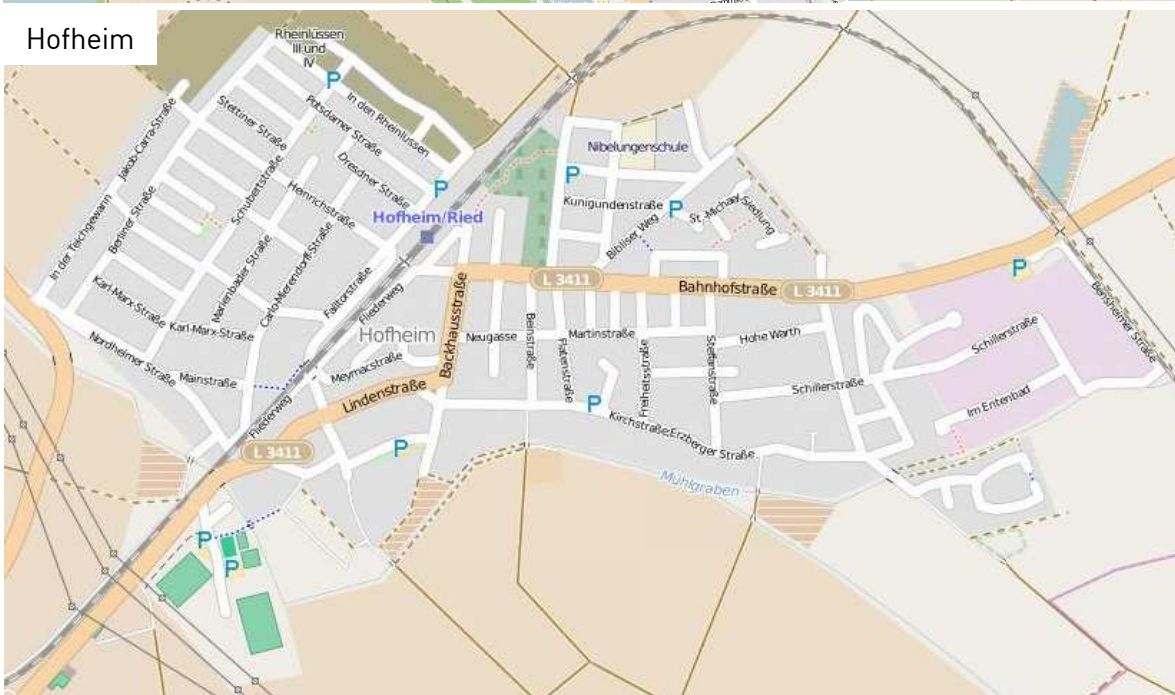 Hofheim
Rheinlüssen
III und
IV
P
In den Rheinlüssen
Potsdamer Straße
Stettiner Straße
Jakob-Carra-Straße
Dresdner Straße
P
Schubertstraße
Heinrichstraße
Berliner Straße
In der Teichgewann
Hofheim/Ried
Marienbader Straße
Carlo-Mierendorff-Straße
Falltorstraße
Fliederweg
Karl-Marx-Straße
Karl-Marx-Straße
Nordheimer Straße
Mainstraße
Fliederweg
Hofheim
Meymacstraße
Lindenstraße
Backhausstraße
L 3411
Nibelungenschule
P
Kunigundenstraße
P
St.-Michael-Siedlung
Bibliser Weg
L 3411
Bahnhofstraße
L 3411
P
Neugasse
Beinstraße
Martinstraße
Freiheitsstraße
Steffanstraße
Hohe Warth
Schillerstraße
Schillerstraße
Bensheimer Straße
Im Entenbad
P
Kirchstraße
Erzberger Straße
P
Mühlgraben
P
P